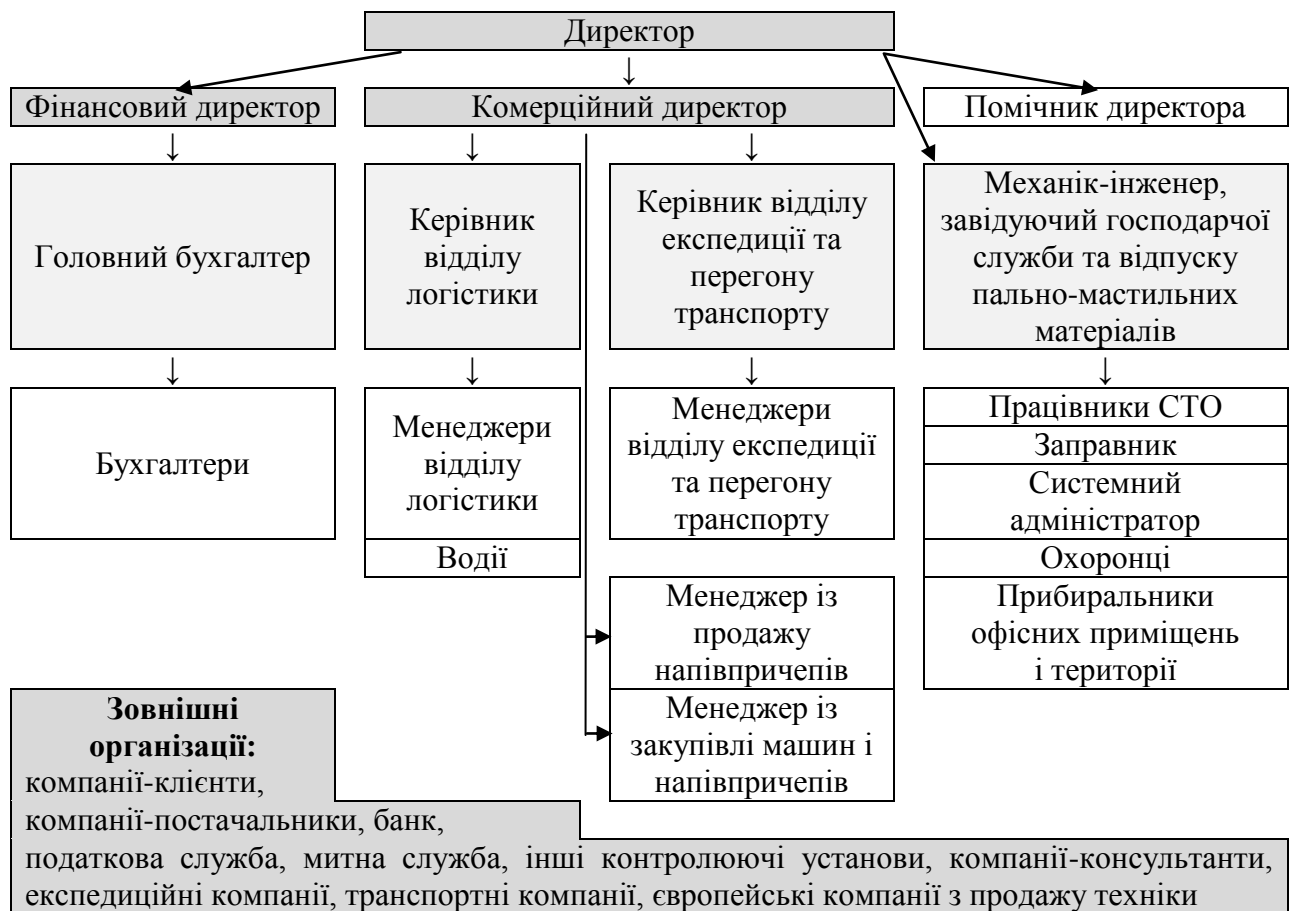 Директор
↓
Фінансовий директор
Комерційний директор
Помічник директора
↓
↓
↓
Головний бухгалтер
Керівник
відділу
логістики
Керівник відділу
експедиції та
перегону
транспорту
Механік-інженер,
завідуючий господарчої
служби та відпуску
пально-мастильних
матеріалів
↓
↓
↓
↓
Бухгалтери
Менеджери
відділу
логістики
Водії
Менеджери
відділу експедиції
та перегону
транспорту
Працівники СТО
Заправник
Системний
адміністратор
Охоронці
Прибиральники
офісних приміщень
і території
Менеджер із
продажу
напівпричепів
Менеджер із
закупівлі машин і
напівпричепів
Зовнішні
організації:
компанії-клієнти,
компанії-постачальники, банк,
податкова служба, митна служба, інші контролюючі установи, компанії-консультанти,
експедиційні компанії, транспортні компанії, європейські компанії з продажу техніки